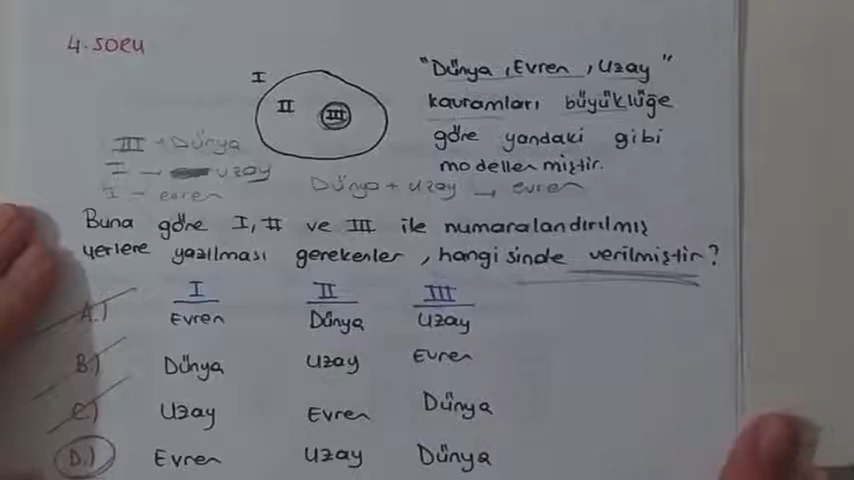 4. SORU
I
II
III
"Dünya, Evren, Uzay"
kavramları büyüklüğe
göre yandaki gibi
modellenmiştir.
III → Dünya
I → uzay
I - evren
Dünya + uzay → evren
Buna göre I, II ve III ile numaralandırılmış
yerlere yazılması gerekenler, hangisinde verilmiştir?
I II III
A.) Evren Dünya Uzay
B.) Dünya Uzay Evren
C.) Uzay Evren Dünya
D.) Evren Uzay Dünya